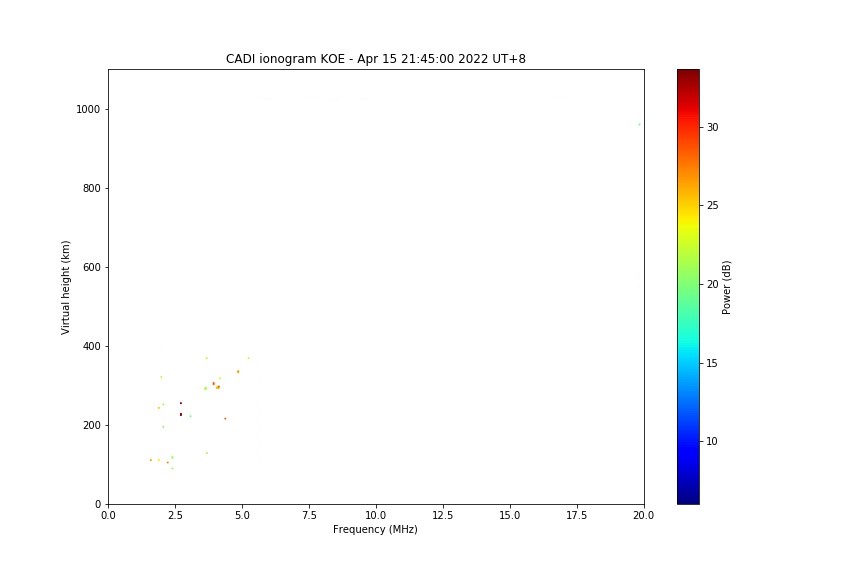 CADI ionogram KOE - Apr 15 21:45:00 2022 UT+8
1000
800
600
400
200
0
Virtual height (km)
0.0 2.5 5.0 7.5 10.0 12.5 15.0 17.5 20.0
Frequency (MHz)
30
25
20
15
10
Power (dB)